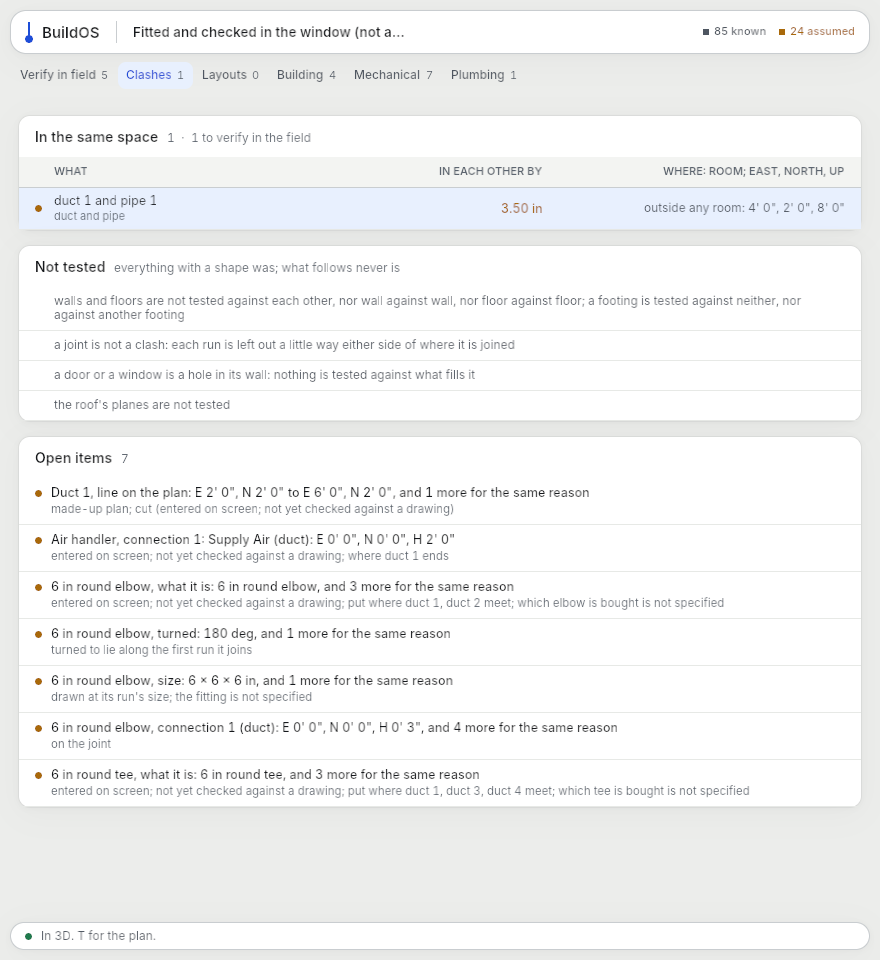 BuildOS
Fitted and checked in the window (not a...
85 known
24 assumed
Verify in field 5
Clashes 1
Layouts 0
Building 4
Mechanical 7
Plumbing 1
In the same space 1 · 1 to verify in the field
WHAT
IN EACH OTHER BY
WHERE: ROOM; EAST, NORTH, UP
duct 1 and pipe 1
duct and pipe
3.50 in
outside any room: 4' 0", 2' 0", 8' 0"
Not tested everything with a shape was; what follows never is
walls and floors are not tested against each other, nor wall against wall, nor floor against floor; a footing is tested against neither, nor
against another footing
a joint is not a clash: each run is left out a little way either side of where it is joined
a door or a window is a hole in its wall: nothing is tested against what fills it
the roof's planes are not tested
Open items 7
Duct 1, line on the plan: E 2' 0", N 2' 0" to E 6' 0", N 2' 0", and 1 more for the same reason
made-up plan; cut (entered on screen; not yet checked against a drawing)
Air handler, connection 1: Supply Air (duct): E 0' 0", N 0' 0", H 2' 0"
entered on screen; not yet checked against a drawing; where duct 1 ends
6 in round elbow, what it is: 6 in round elbow, and 3 more for the same reason
entered on screen; not yet checked against a drawing; put where duct 1, duct 2 meet; which elbow is bought is not specified
6 in round elbow, turned: 180 deg, and 1 more for the same reason
turned to lie along the first run it joins
6 in round elbow, size: 6 × 6 × 6 in, and 1 more for the same reason
drawn at its run's size; the fitting is not specified
6 in round elbow, connection 1 (duct): E 0' 0", N 0' 0", H 0' 3", and 4 more for the same reason
on the joint
6 in round tee, what it is: 6 in round tee, and 3 more for the same reason
entered on screen; not yet checked against a drawing; put where duct 1, duct 3, duct 4 meet; which tee is bought is not specified
In 3D. T for the plan.